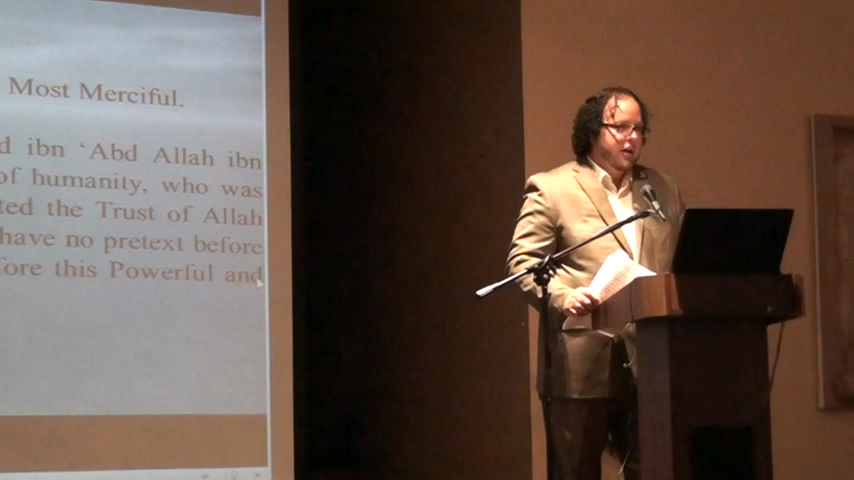 Most Merciful.
d ibn ‘Abd Allah ibn
of humanity, who was
ted the Trust of Allah
have no pretext before
fore this Powerful and